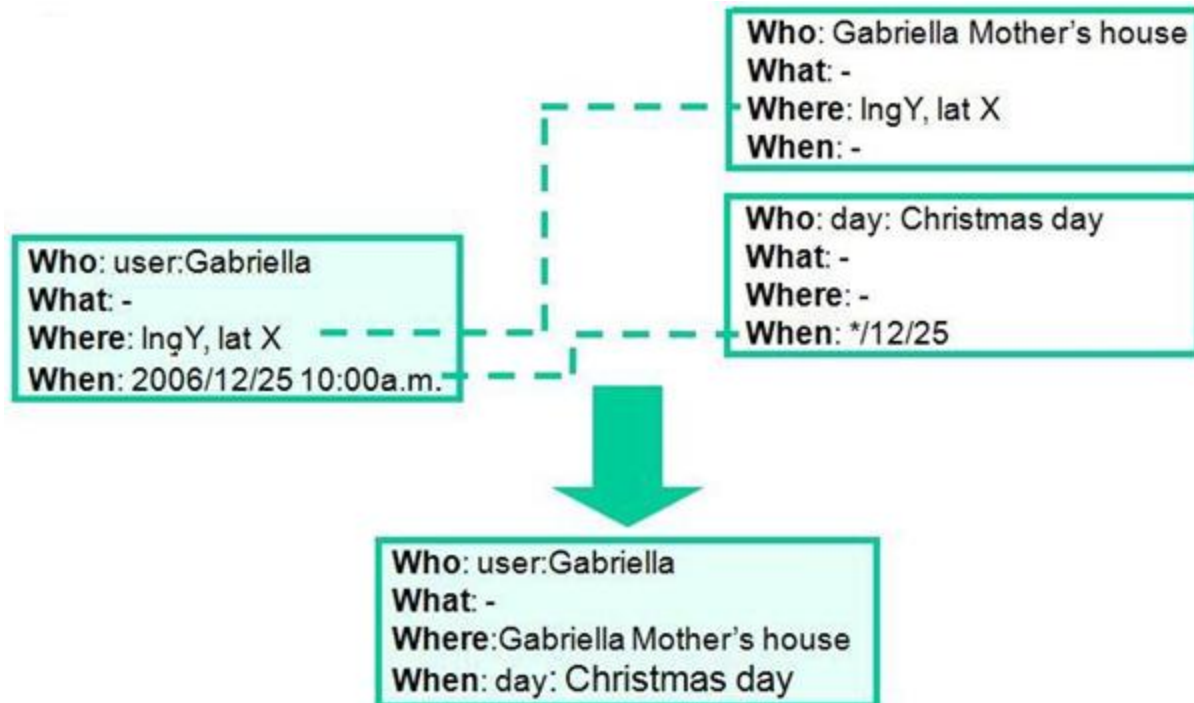 Who: Gabriella Mother's house
What: -
Where: lngY, lat X
When: -
Who: day: Christmas day
What: -
Where: -
When: */12/25
Who: user:Gabriella
What: -
Where: lngY, lat X
When: 2006/12/25 10:00a.m.
Who: user:Gabriella
What: -
Where:Gabriella Mother's house
When: day: Christmas day